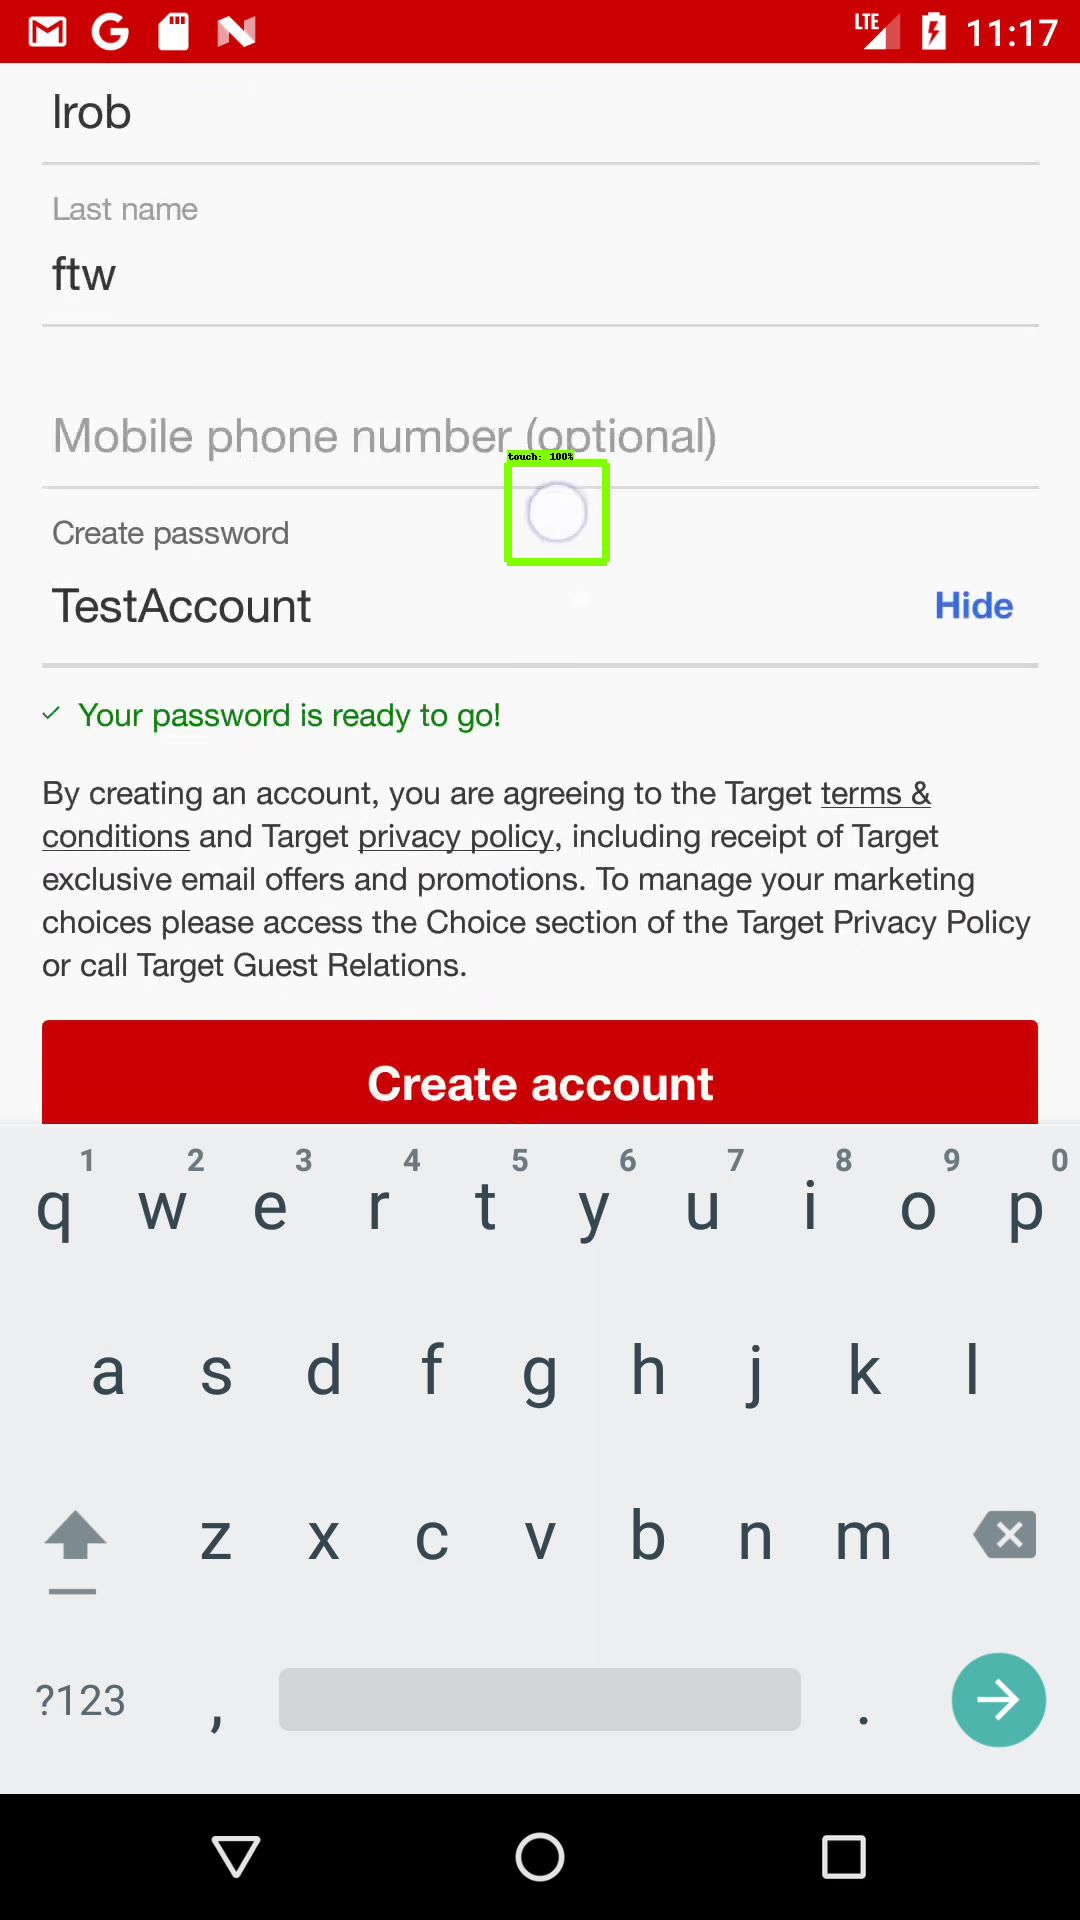 LTE 11:17
lrob
Last name
ftw
Mobile phone number (optional)
touch: 100%
Create password
TestAccount Hide
Your password is ready to go!
By creating an account, you are agreeing to the Target terms &
conditions and Target privacy policy, including receipt of Target
exclusive email offers and promotions. To manage your marketing
choices please access the Choice section of the Target Privacy Policy
or call Target Guest Relations.
Create account
1 2 3 4 5 6 7 8 9 0
q w e r t y u i o p
a s d f g h j k l
z x c v b n m
?123 , .